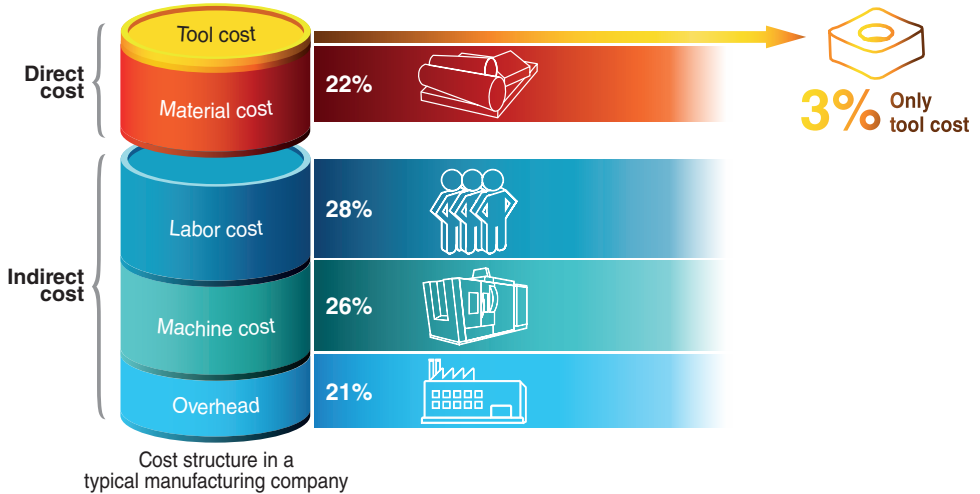 Tool cost
Direct
cost
Material cost
22%
3% Only
tool cost
Labor cost
28%
Indirect
cost
Machine cost
26%
Overhead
21%
Cost structure in a
typical manufacturing company